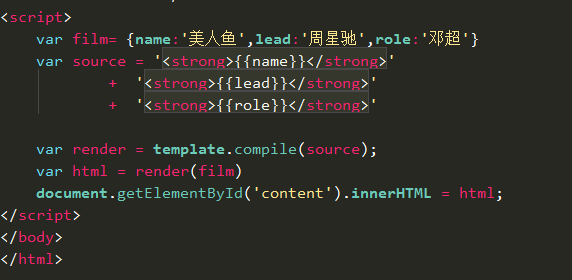 <script>
var film= {name:'美人鱼',lead:'周星驰',role:'邓超'}
var source = '<strong>{{name}}</strong>'
+ '<strong>{{lead}}</strong>'
+ '<strong>{{role}}</strong>'
var render = template.compile(source);
var html = render(film)
document.getElementById('content').innerHTML = html;
</script>
</body>
</html>